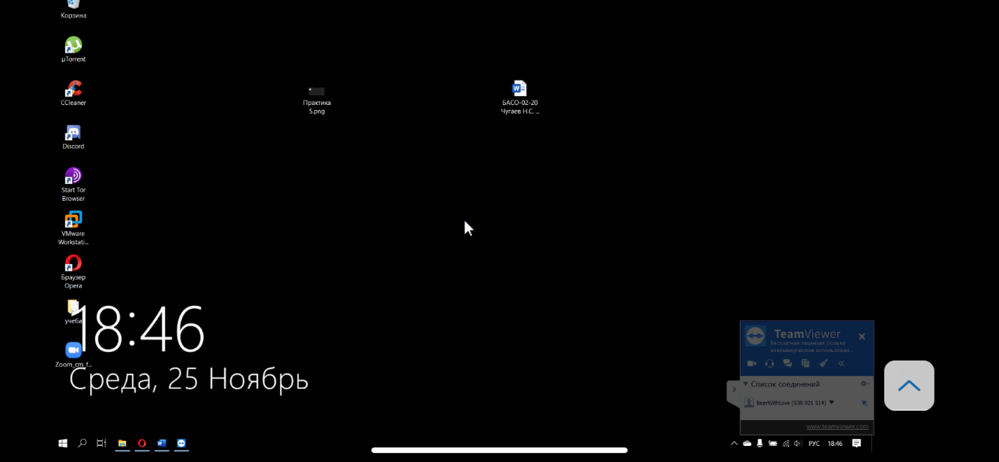 Корзина
µTorrent
CCleaner
Discord
Start Tor
Browser
VMware
Workstati...
Браузер
Opera
учеба
Zoom_cm_f...
Практика
5.png
БАСО-02-20
Чугаев Н.С. ...
18:46
Среда, 25 Ноябрь
TeamViewer
Бесплатная лицензия (только
некоммерческое использован...
Список соединений
BearWithLove (638 021 514)
www.teamviewer.com
РУС 18:46